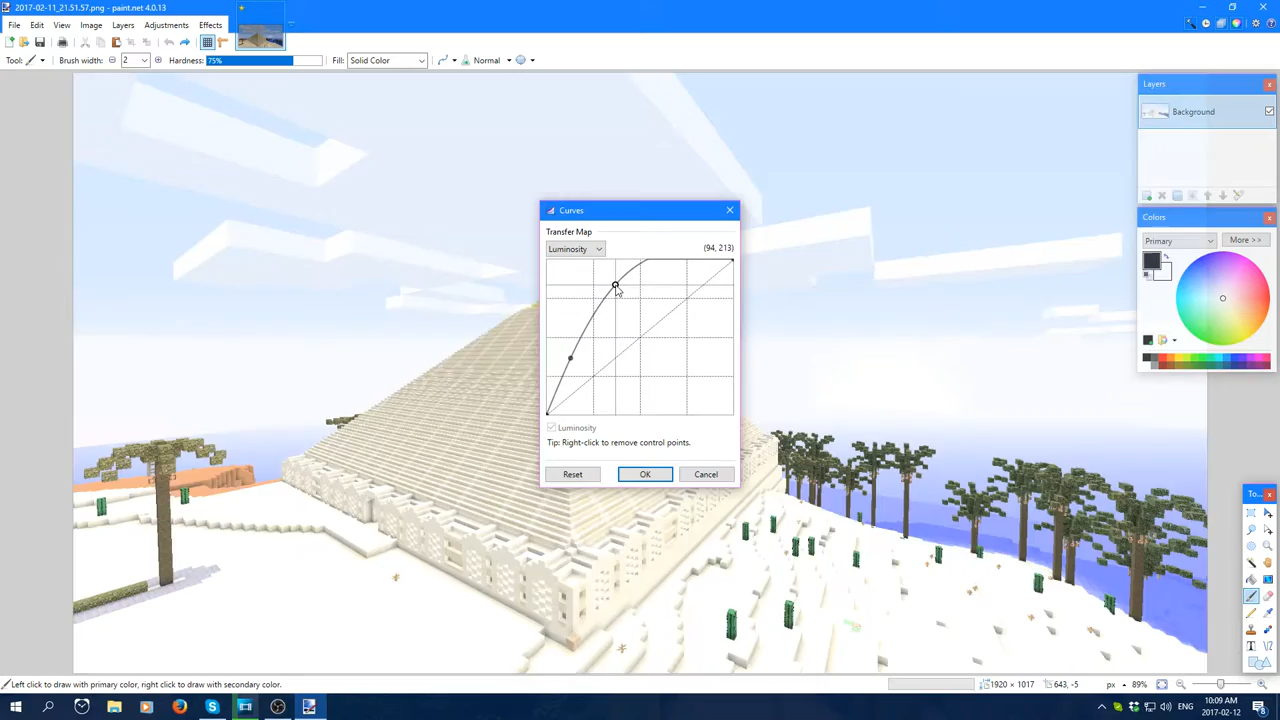 2017-02-11_21.51.57.png - paint.net 4.0.13
File Edit View Image Layers Adjustments Effects
Tool: Brush width: 2 Hardness: 75% Fill: Solid Color Normal
Layers
Background
Colors
Primary More >>
Curves
Transfer Map
Luminosity (94, 213)
Luminosity
Tip: Right-click to remove control points.
Reset OK Cancel
To...
Left click to draw with primary color, right click to draw with secondary color.
1920 × 1017 643, -5 px 89%
ENG
10:09 AM
2017-02-12
8